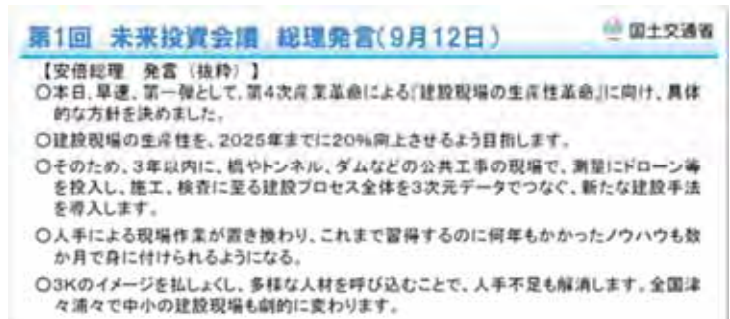 第1回 未来投資会議 総理発言(9月12日)
国土交通省
【安倍総理 発言(抜粋)】
○本日、早速、第一弾として、第4次産業革命による『建設現場の生産性革命』に向け、具体
的な方針を決めました。
○建設現場の生産性を、2025年までに20%向上させるよう目指します。
○そのため、3年以内に、橋やトンネル、ダムなどの公共工事の現場で、測量にドローン等
を投入し、施工、検査に至る建設プロセス全体を3次元データでつなぐ、新たな建設手法
を導入します。
○人手による現場作業が置き換わり、これまで習得するのに何年もかかったノウハウも数
か月で身に付けられるようになる。
○3Kのイメージを払しょくし、多様な人材を呼び込むことで、人手不足も解消します。全国津
々浦々で中小の建設現場も劇的に変わります。